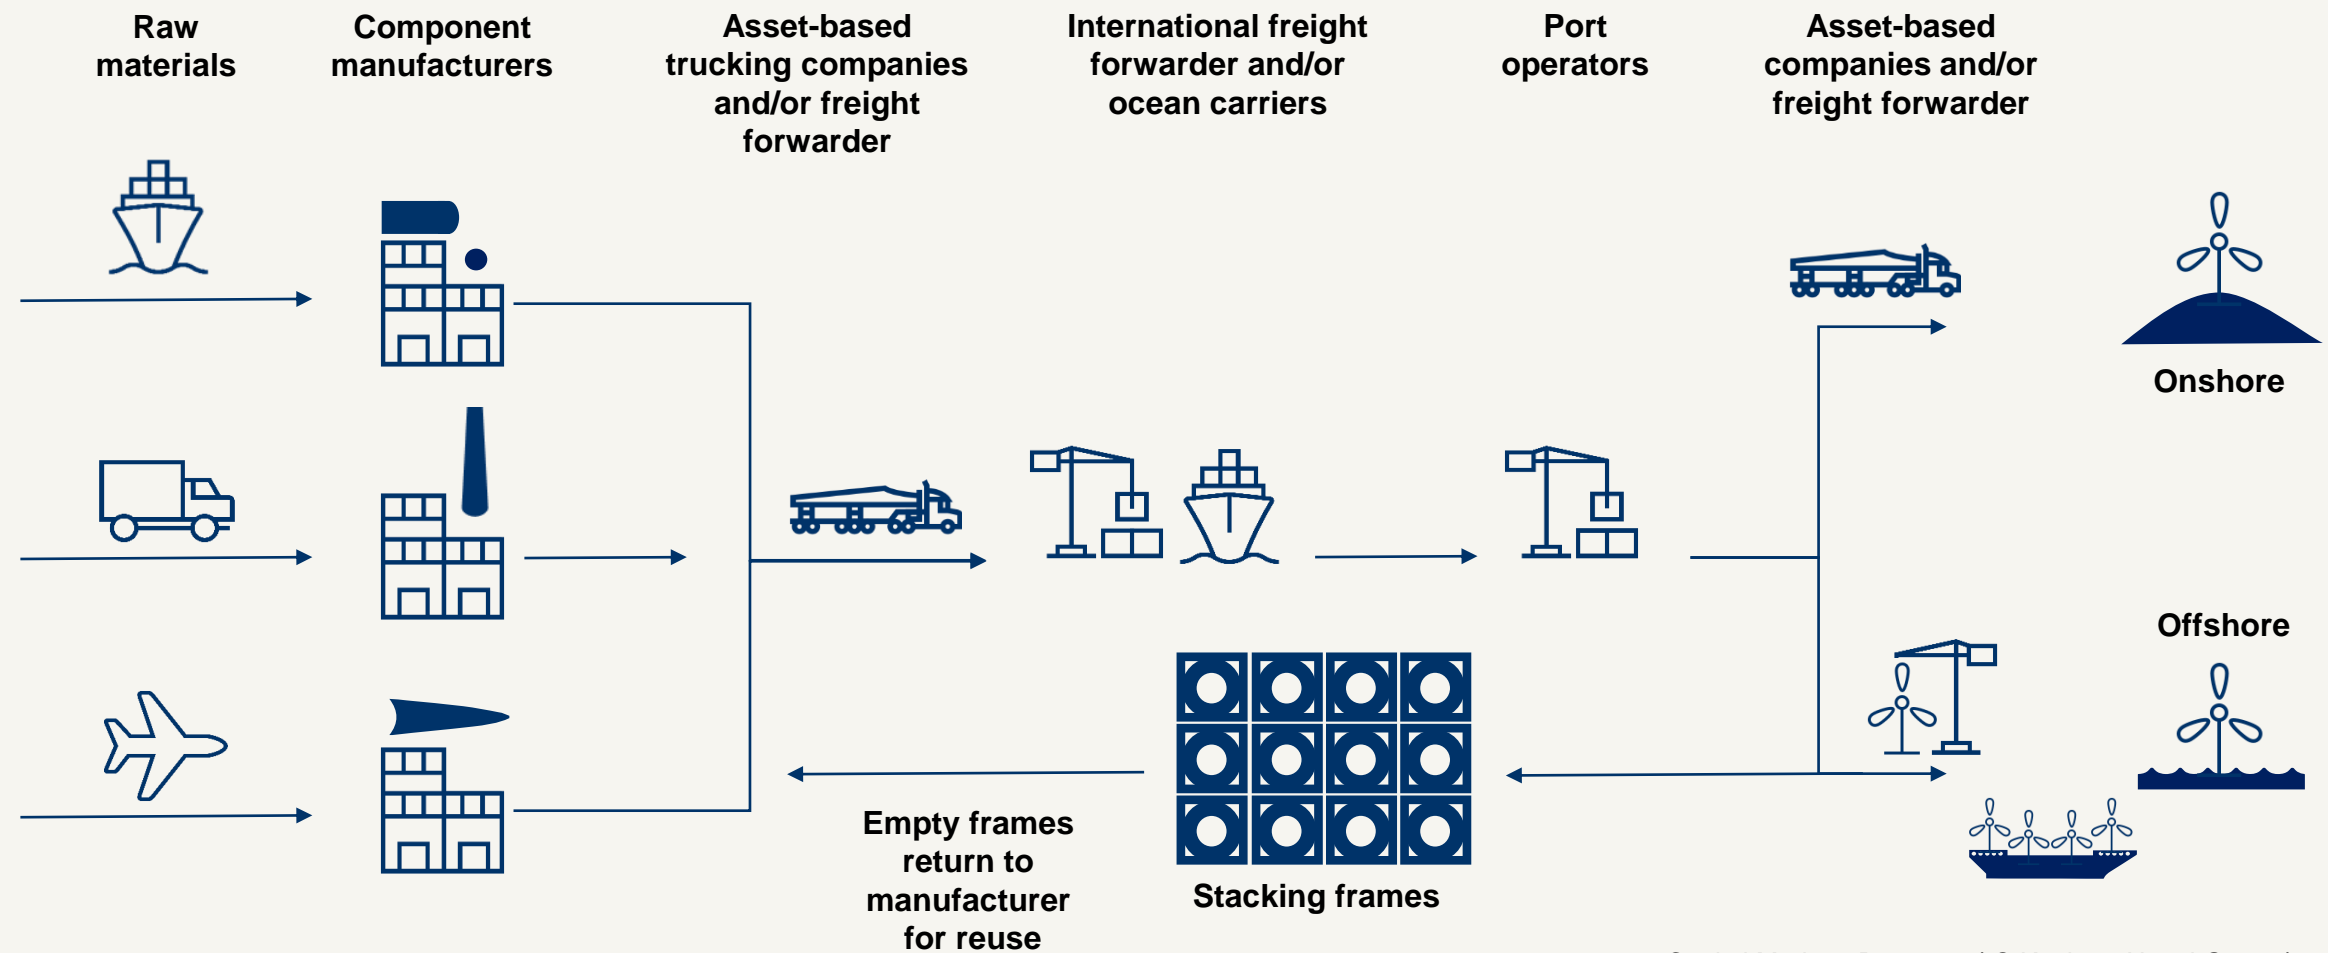 Raw
materials
Component
manufacturers
Asset-based
trucking companies
and/or freight
forwarder
International freight
forwarder and/or
ocean carriers
Port
operators
Asset-based
companies and/or
freight forwarder
Onshore
Offshore
Empty frames
return to
manufacturer
for reuse
Stacking frames